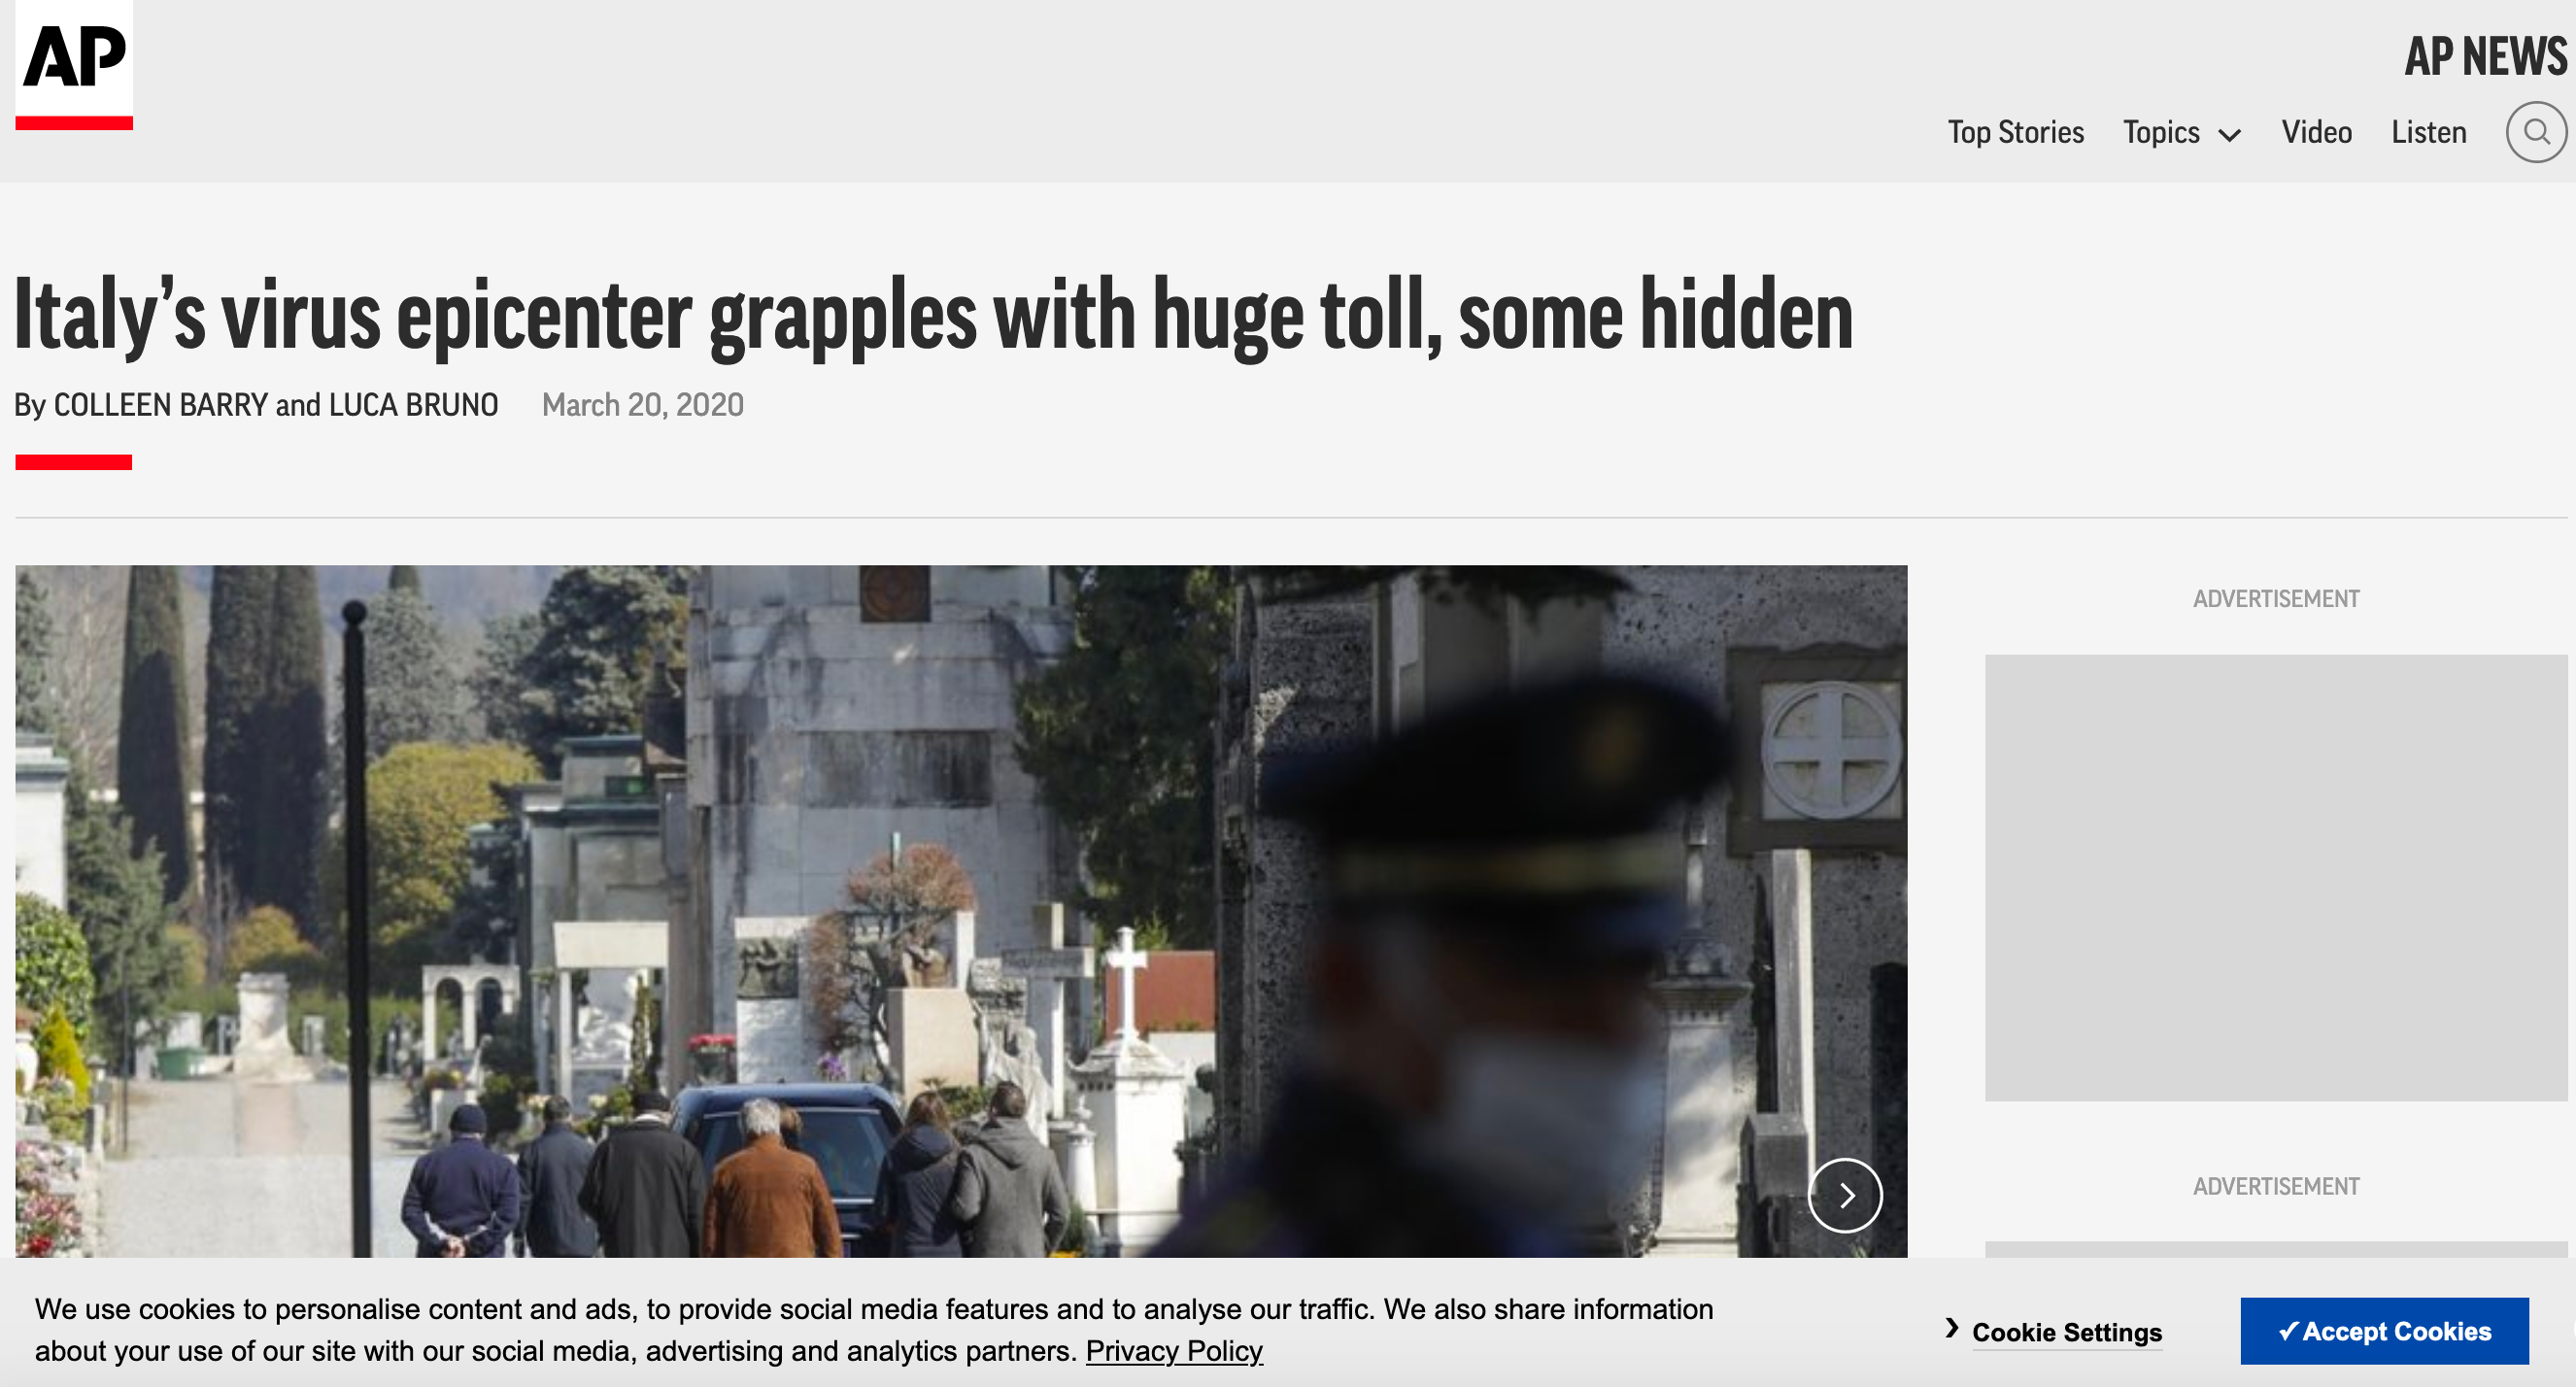 AP
AP NEWS
Top Stories Topics Video Listen
Italy’s virus epicenter grapples with huge toll, some hidden
By COLLEEN BARRY and LUCA BRUNO March 20, 2020
ADVERTISEMENT
ADVERTISEMENT
We use cookies to personalise content and ads, to provide social media features and to analyse our traffic. We also share information
about your use of our site with our social media, advertising and analytics partners. Privacy Policy
Cookie Settings
Accept Cookies